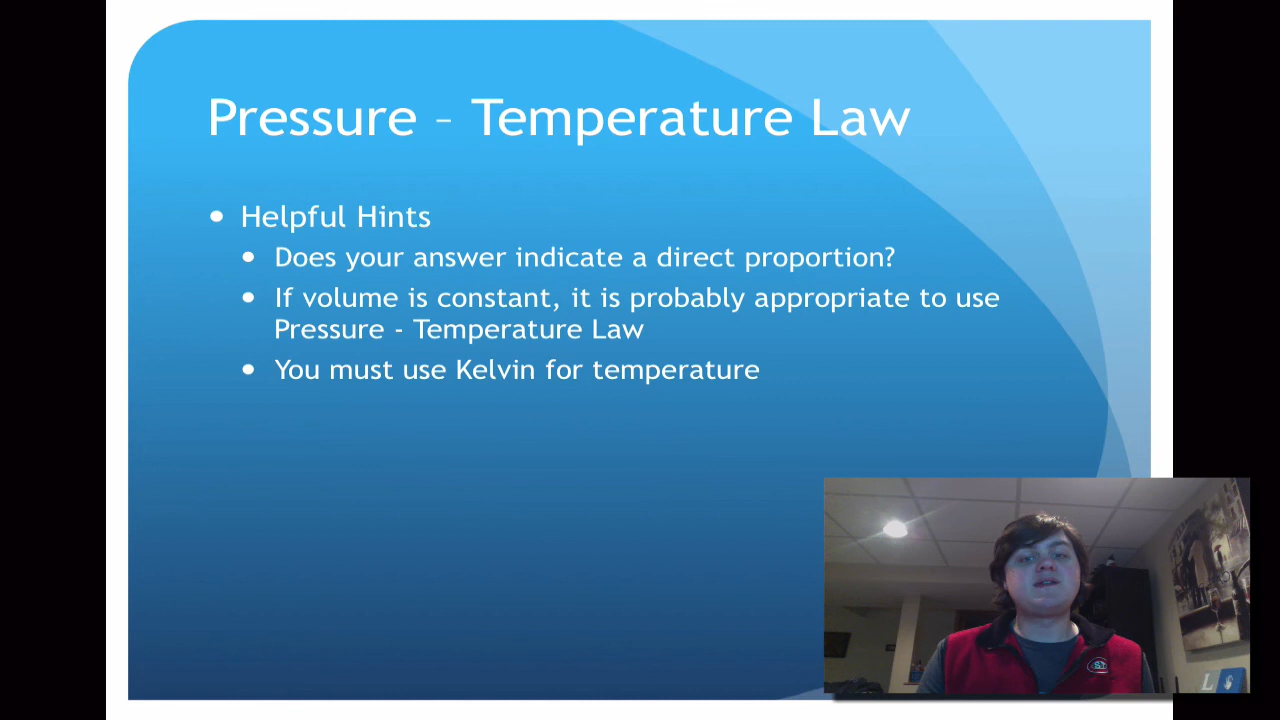 Pressure – Temperature Law
• Helpful Hints
• Does your answer indicate a direct proportion?
• If volume is constant, it is probably appropriate to use
Pressure - Temperature Law
• You must use Kelvin for temperature
L